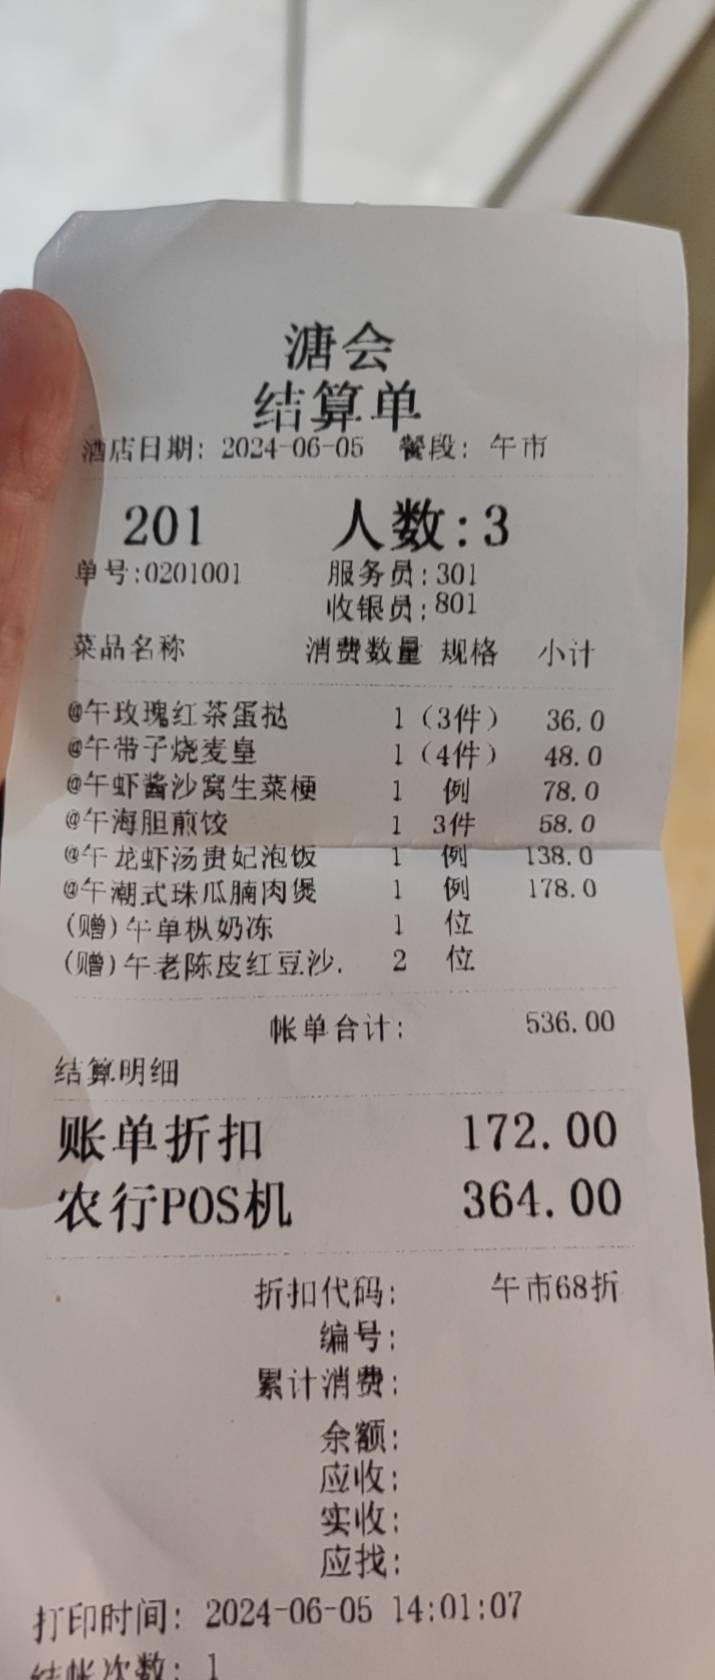 溏会
结算单
酒店日期: 2024-06-05 餐段: 午市
201 人数:3
单号:0201001 服务员:301
收银员:801
菜品名称 消费数量 规格 小计
@午玫瑰红茶蛋挞 1 (3件) 36.0
@午带子烧麦皇 1 (4件) 48.0
@午虾酱沙窝生菜梗 1 例 78.0
@午海胆煎饺 1 3件 58.0
@午龙虾汤贵妃泡饭 1 例 138.0
@午潮式珠瓜腩肉煲 1 例 178.0
(赠)午单枞奶冻 1 位
(赠)午老陈皮红豆沙. 2 位
帐单合计: 536.00
结算明细
账单折扣 172.00
农行POS机 364.00
折扣代码: 午市68折
编号:
累计消费:
余额:
应收:
实收:
应找:
打印时间: 2024-06-05 14:01:07
结帐次数: 1